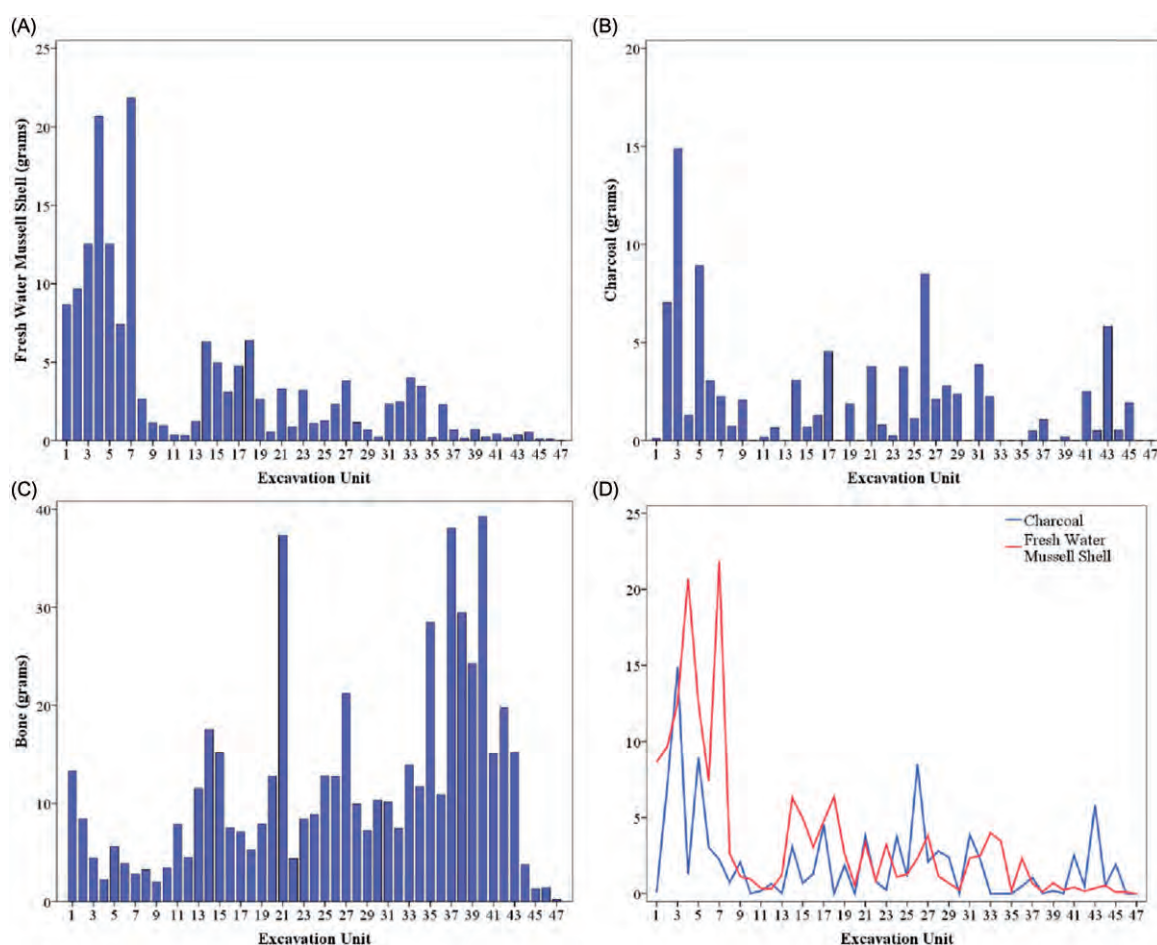 (A)
25
20
15
10
5
0
Fresh Water Mussell Shell (grams)
1 3 5 7 9 11 13 15 17 19 21 23 25 27 29 31 33 35 37 39 41 43 45 47
Excavation Unit
(B)
20
15
10
5
0
Charcoal (grams)
1 3 5 7 9 11 13 15 17 19 21 23 25 27 29 31 33 35 37 39 41 43 45 47
Excavation Unit
(C)
40
30
20
10
0
Bone (grams)
1 3 5 7 9 11 13 15 17 19 21 23 25 27 29 31 33 35 37 39 41 43 45 47
Excavation Unit
(D)
25
20
15
10
5
0
Charcoal
Fresh Water
Mussell Shell
1 3 5 7 9 11 13 15 17 19 21 23 25 27 29 31 33 35 37 39 41 43 45 47
Excavation Unit